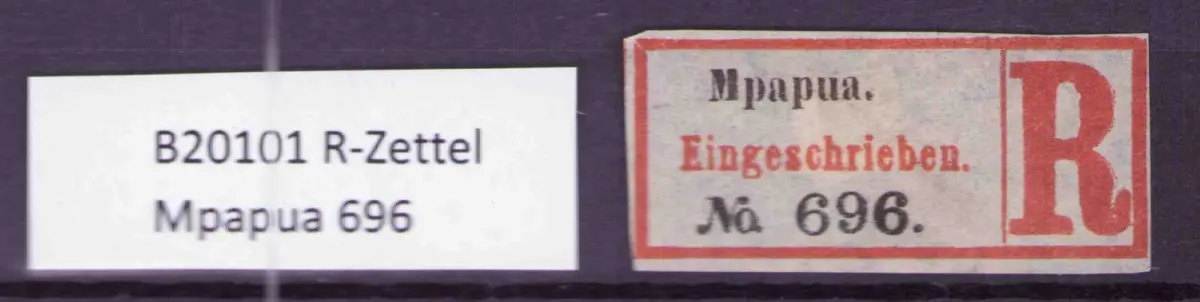 B20101 R-Zettel
Mpapua 696
Mpapua.
Eingeschrieben.
No 696.
R